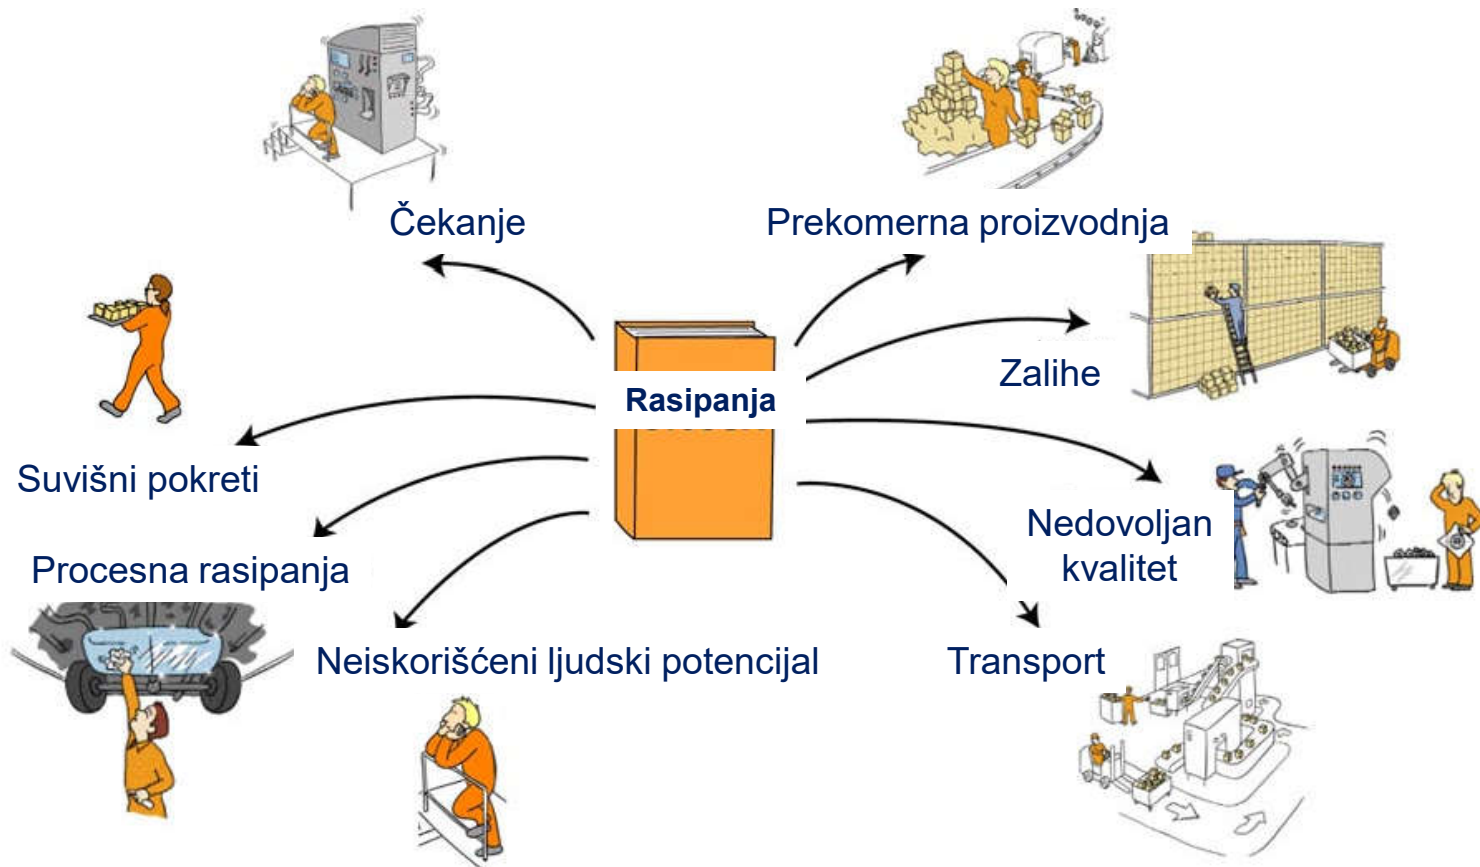 Čekanje
Prekomerna proizvodnja
Zalihe
Rasipanja
Suvišni pokreti
Nedovoljan
kvalitet
Procesna rasipanja
Neiskorišćeni ljudski potencijal
Transport